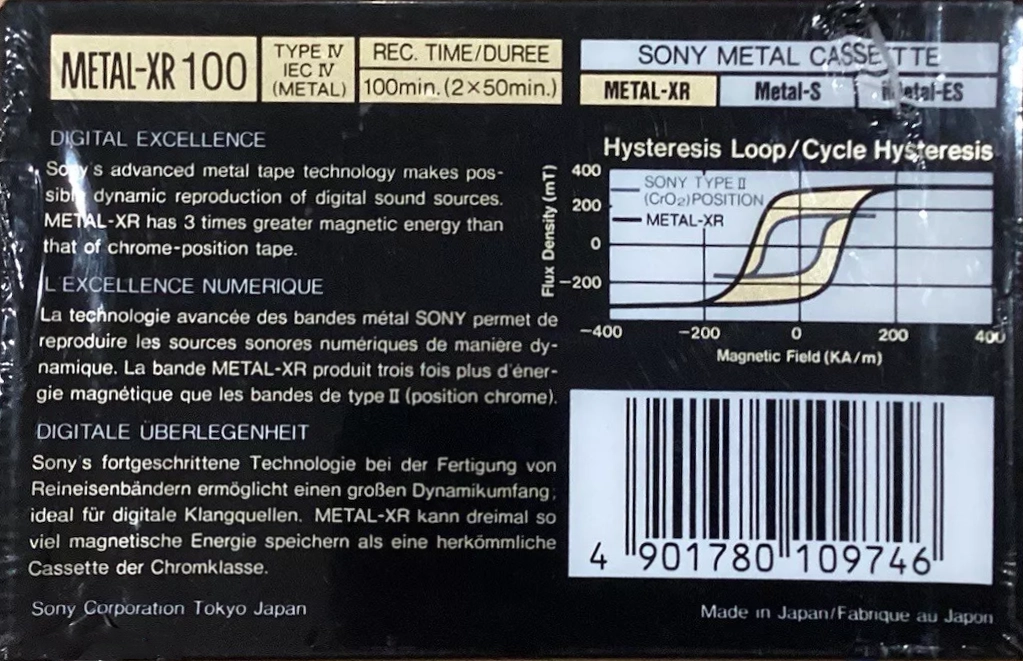 METAL-XR 100
TYPE IV
IEC IV
(METAL)
REC. TIME/DUREE
100min. (2×50min.)
SONY METAL CASSETTE
METAL-XR
Metal-S
Metal-ES
DIGITAL EXCELLENCE
Sony's advanced metal tape technology makes pos-
sible dynamic reproduction of digital sound sources.
METAL-XR has 3 times greater magnetic energy than
that of chrome-position tape.
L'EXCELLENCE NUMERIQUE
La technologie avancée des bandes métal SONY permet de
reproduire les sources sonores numériques de manière dy-
namique. La bande METAL-XR produit trois fois plus d'éner-
gie magnétique que les bandes de type II (position chrome).
DIGITALE ÜBERLEGENHEIT
Sony's fortgeschrittene Technologie bei der Fertigung von
Reineisenbändern ermöglicht einen großen Dynamikumfang;
ideal für digitale Klangquellen. METAL-XR kann dreimal so
viel magnetische Energie speichern als eine herkömmliche
Cassette der Chromklasse.
Sony Corporation Tokyo Japan
Hysteresis Loop/Cycle Hysteresis
Flux Density (mT)
400
200
0
-200
SONY TYPE II
(CrO2) POSITION
METAL-XR
-400 -200 0 200 400
Magnetic Field (KA/m)
4 901780 109746
Made in Japan/Fabrique au Japon